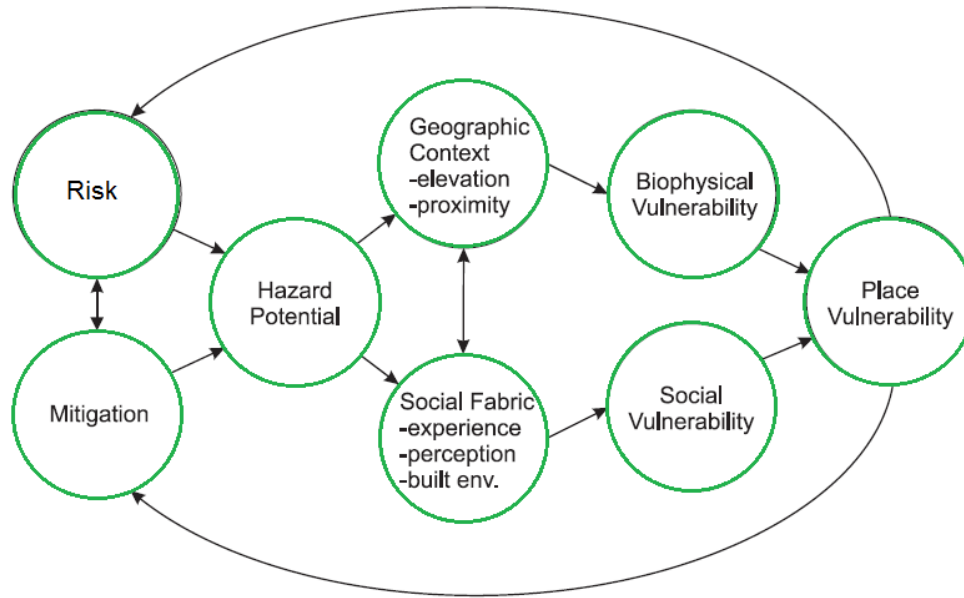 Risk
Mitigation
Hazard
Potential
Geographic
Context
-elevation
-proximity
Social Fabric
-experience
-perception
-built env.
Biophysical
Vulnerability
Social
Vulnerability
Place
Vulnerability